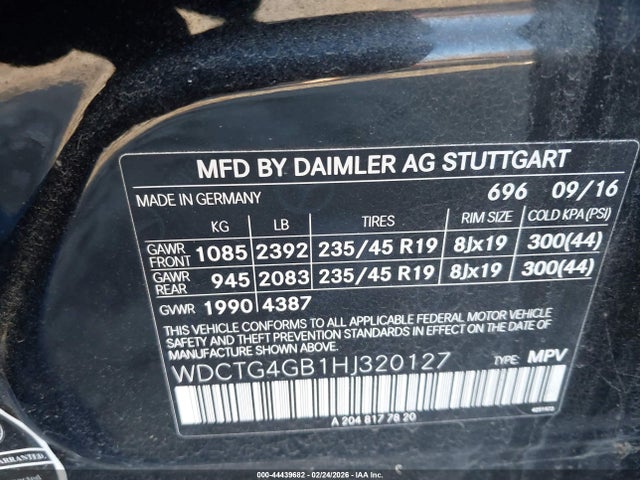 MFD BY DAIMLER AG STUTTGART
MADE IN GERMANY 696 09/16
KG LB TIRES RIM SIZE COLD KPA(PSI)
GAWR FRONT 1085 2392 235/45 R19 8Jx19 300(44)
GAWR REAR 945 2083 235/45 R19 8Jx19 300(44)
GVWR 1990 4387
THIS VEHICLE CONFORMS TO ALL APPLICABLE FEDERAL MOTOR VEHICLE
SAFETY AND THEFT PREVENTION STANDARDS IN EFFECT ON THE DATE
OF MANUFACTURE SHOWN ABOVE.
WDCTG4GB1HJ320127 TYPE: MPV
A 204 817 78 20
ARRANTED.
000-44439682 - 02/24/2026 - IAA Inc.